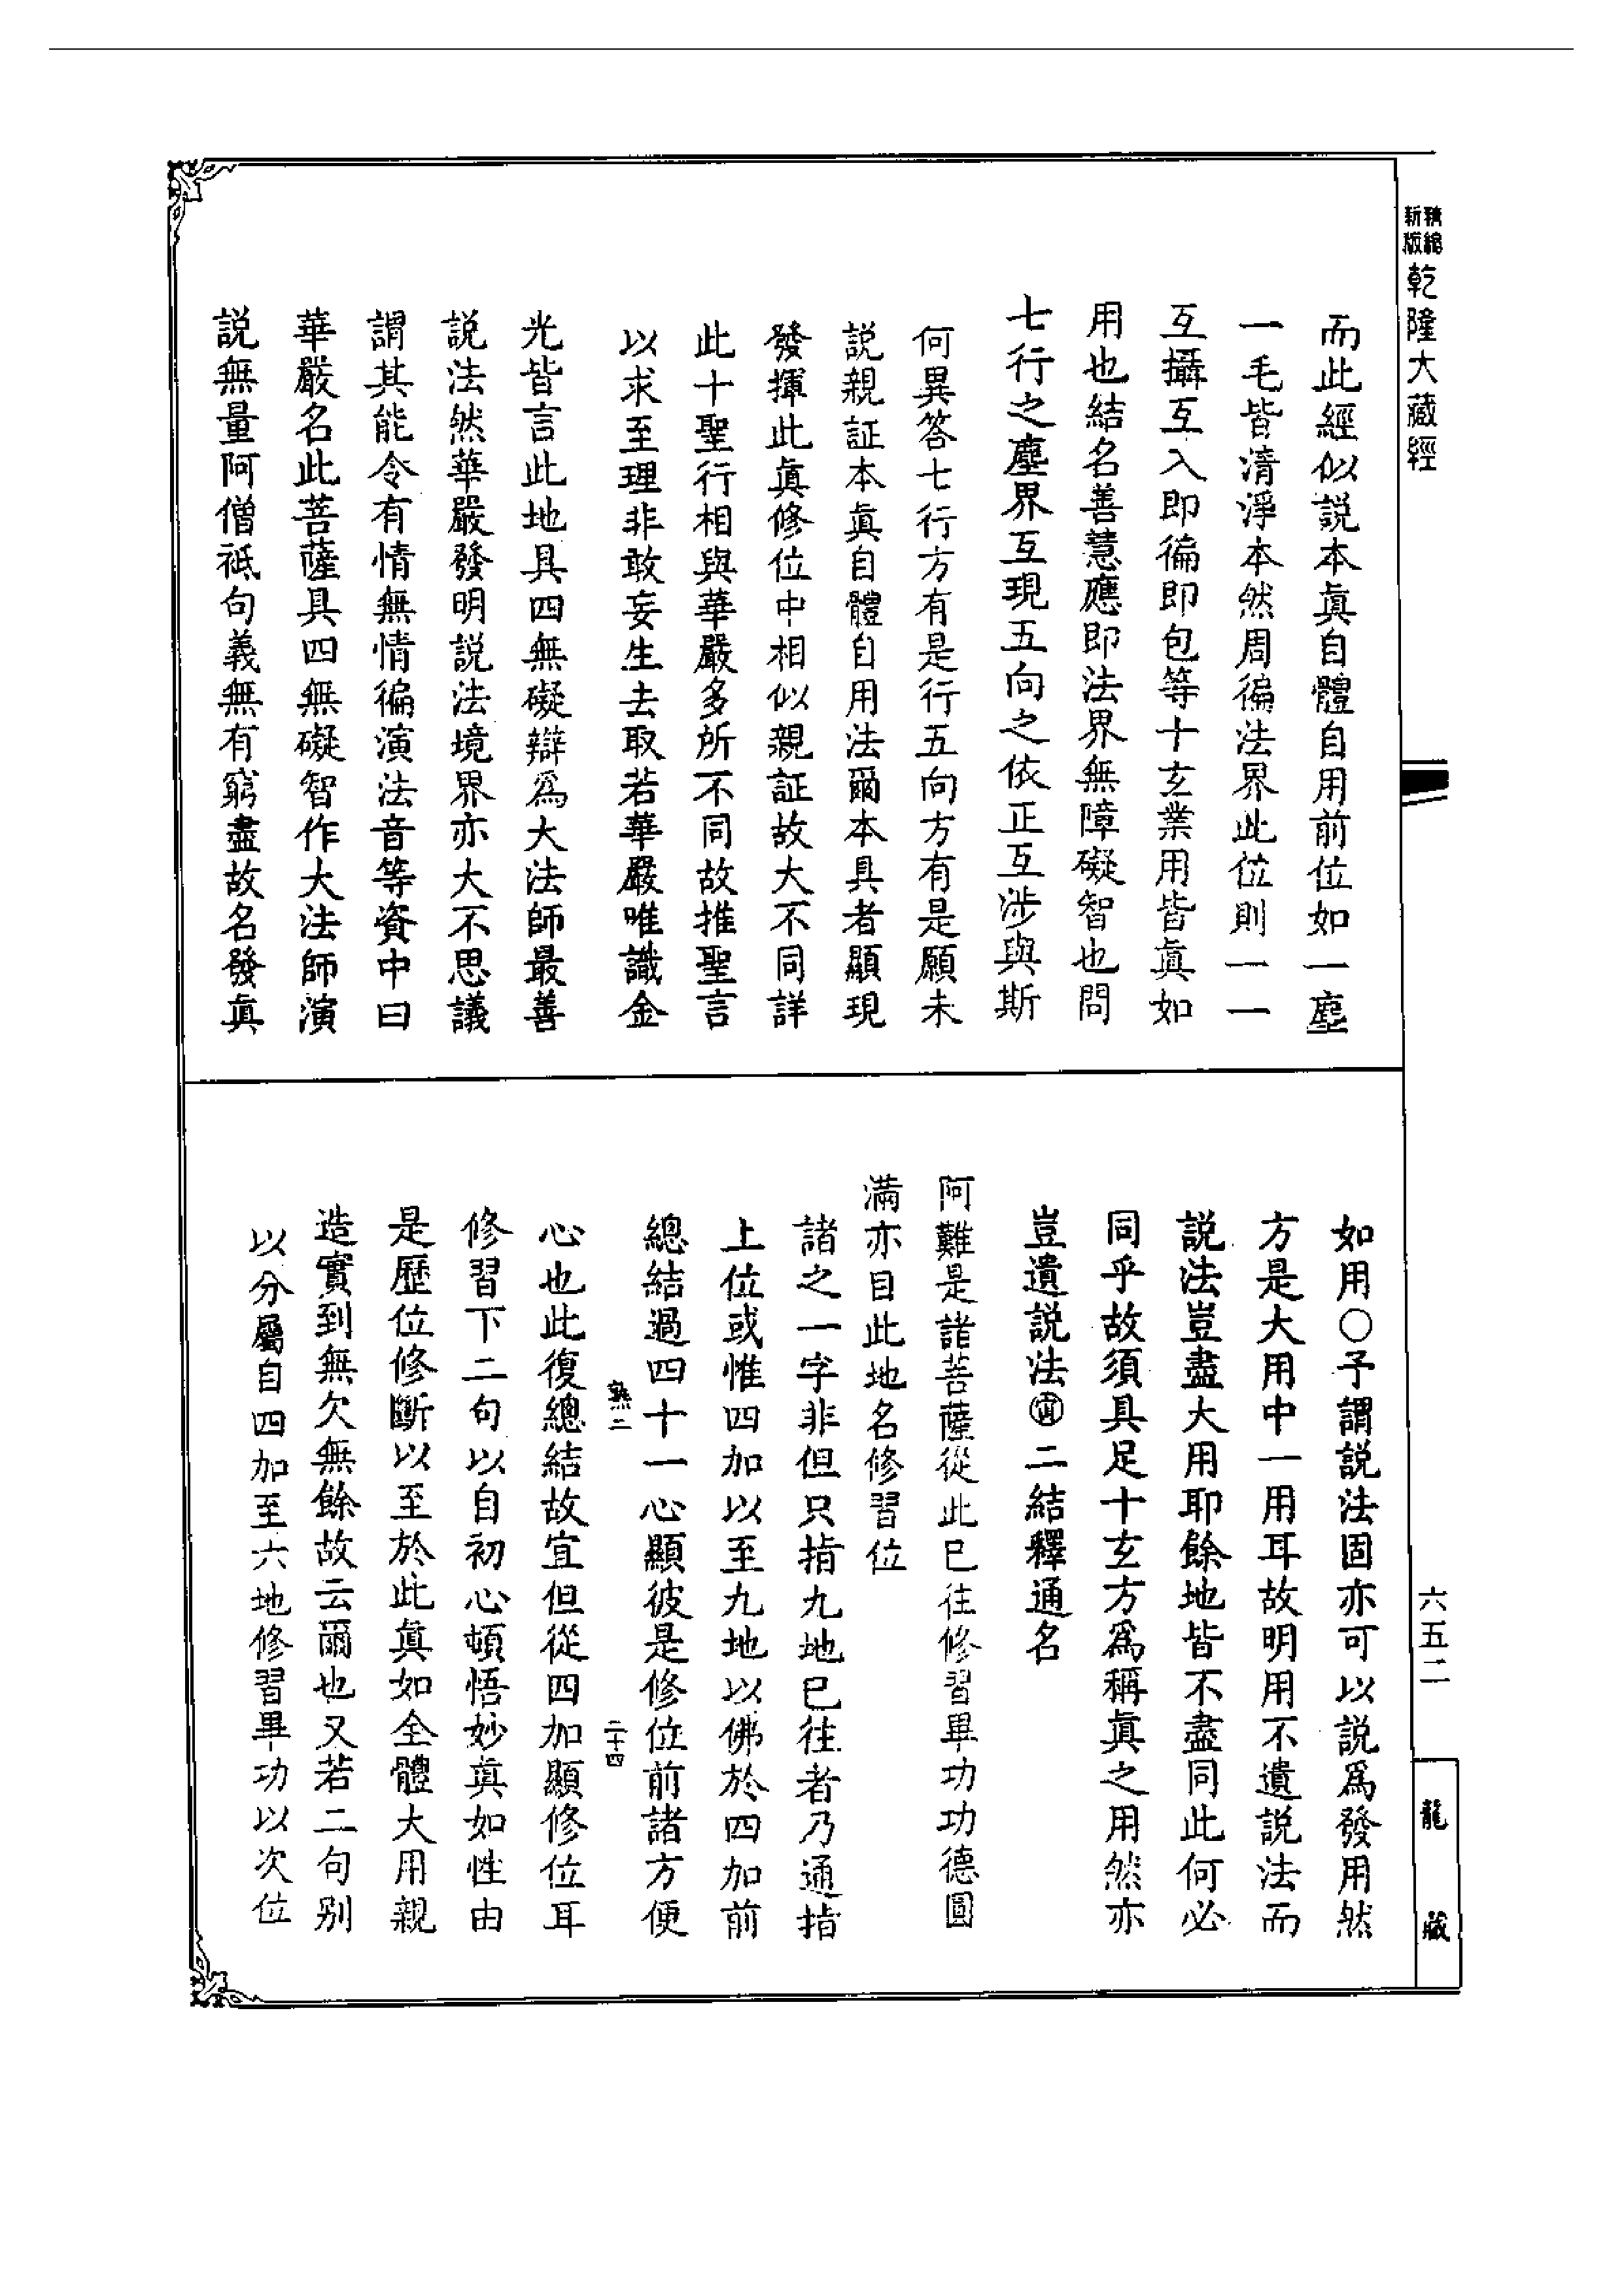 新版精縮
乾隆大藏經
而此經似説本眞自體自用前位如一塵
一毛皆清淨本然周徧法界此位則一一
互攝互入即徧即包等十玄業用皆眞如
用也結名善慧應即法界無障礙智也問
七行之塵界互現五向之依正互涉與斯
何異答七行方有是行五向方有是願未
説親証本眞自體自用法爾本具者顯現
發揮此眞修位中相似親証故大不同詳
此十聖行相與華嚴多所不同故推聖言
以求至理非敢妄生去取若華嚴唯識金
光皆言此地具四無礙辯爲大法師最善
説法然華嚴發明説法境界亦大不思議
謂其能令有情無情徧演法音等資中曰
華嚴名此菩薩具四無礙智作大法師演
説無量阿僧祇句義無有窮盡故名發眞
如用○予謂説法固亦可以説爲發用然
方是大用中一用耳故明用不遺説法而
説法豈盡大用耶餘地皆不盡同此何必
同乎故須具足十玄方爲稱眞之用然亦
豈遺説法㊢二結釋通名
阿難是諸菩薩從此已往修習畢功功德圓
滿亦目此地名修習位
諸之一字非但只指九地已往者乃通指
上位或惟四加以至九地以佛於四加前
總結過四十一心顯彼是修位前諸方便
熟二
二十四
心也此復總結故宜但從四加顯修位耳
修習下二句以自初心頓悟妙眞如性由
是歷位修斷以至於此眞如全體大用親
造實到無欠無餘故云爾也又若二句別
以分屬自四加至六地修習畢功以次位
六五二
龍藏